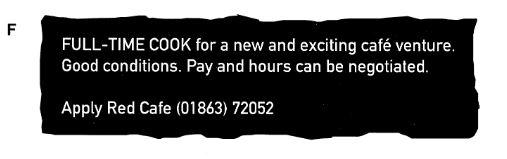 F
FULL-TIME COOK for a new and exciting café venture.
Good conditions. Pay and hours can be negotiated.
Apply Red Cafe (01863) 72052